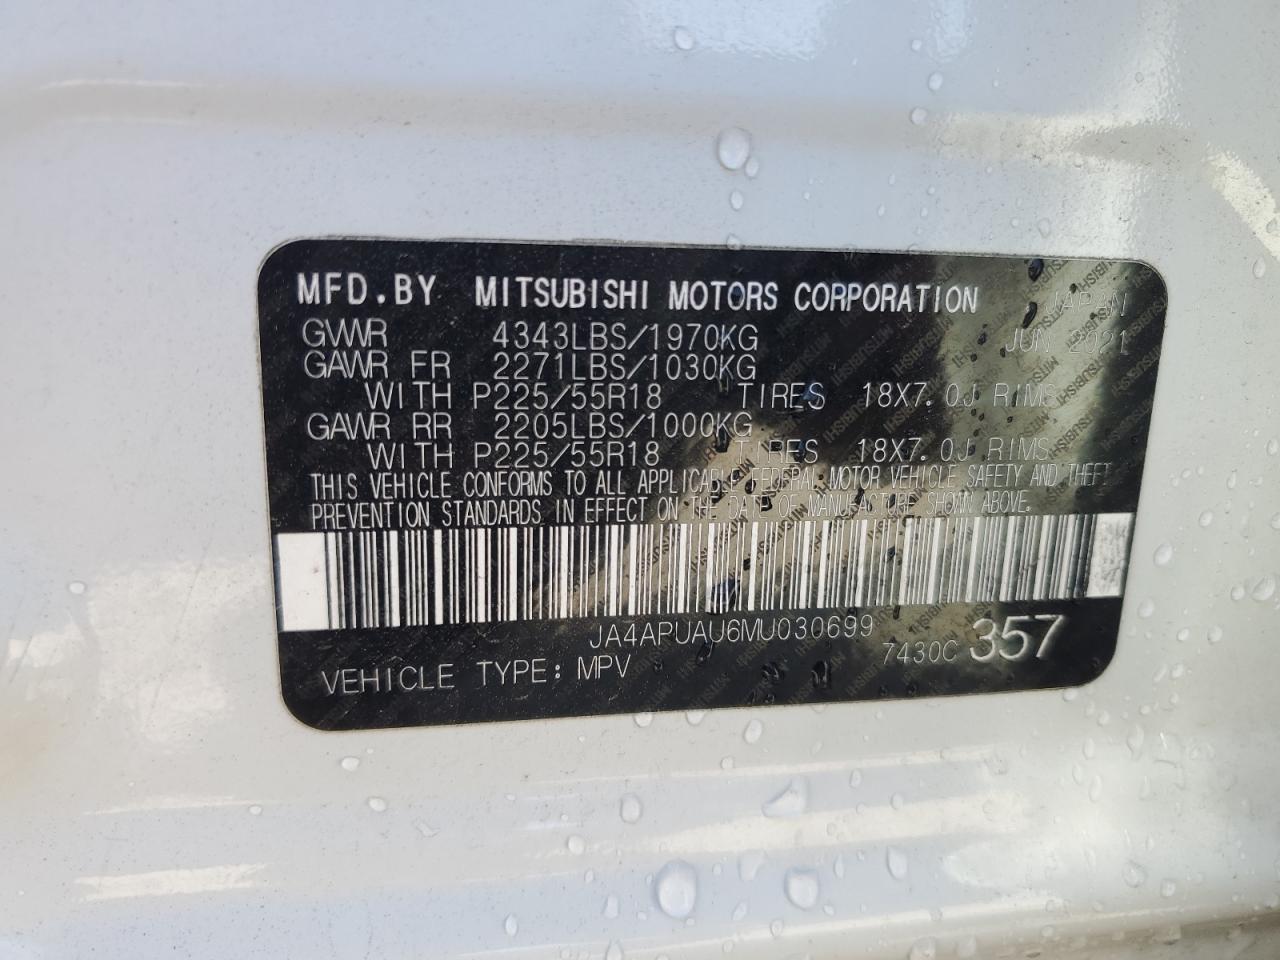 MFD.BY MITSUBISHI MOTORS CORPORATION JAPAN
GVWR 4343LBS/1970KG JUN 2021
GAWR FR 2271LBS/1030KG
WITH P225/55R18 TIRES 18X7.0J RIMS
GAWR RR 2205LBS/1000KG
WITH P225/55R18 TIRES 18X7.0J RIMS
THIS VEHICLE CONFORMS TO ALL APPLICABLE FEDERAL MOTOR VEHICLE SAFETY AND THEFT
PREVENTION STANDARDS IN EFFECT ON THE DATE OF MANUFACTURE SHOWN ABOVE.
JA4APUAU6MU030699
VEHICLE TYPE: MPV 7430C 357